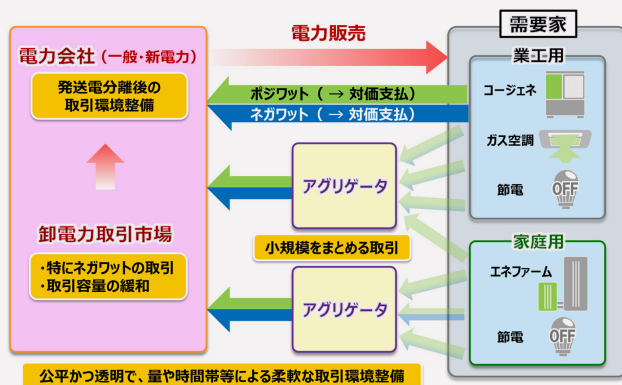 電力会社（一般・新電力）
発送電分離後の
取引環境整備
卸電力取引市場
・特にネガワットの取引
・取引容量の緩和
電力販売
ポジワット（ → 対価支払）
ネガワット（ → 対価支払）
アグリゲータ
小規模をまとめる取引
アグリゲータ
需要家
業工用
コージェネ
ガス空調
節電
OFF
家庭用
エネファーム
節電
OFF
公平かつ透明で、量や時間帯等による柔軟な取引環境整備